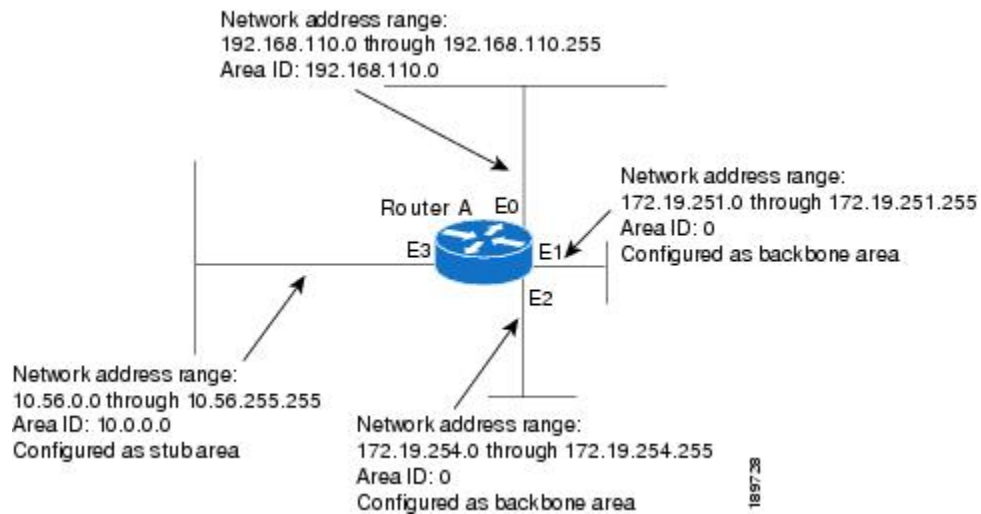 Network address range:
192.168.110.0 through 192.168.110.255
Area ID: 192.168.110.0
Network address range:
172.19.251.0 through 172.19.251.255
Area ID: 0
Configured as backbone area
Router A
E0
E3
E1
E2
Network address range:
10.56.0.0 through 10.56.255.255
Area ID: 10.0.0.0
Configured as stub area
Network address range:
172.19.254.0 through 172.19.254.255
Area ID: 0
Configured as backbone area
189728